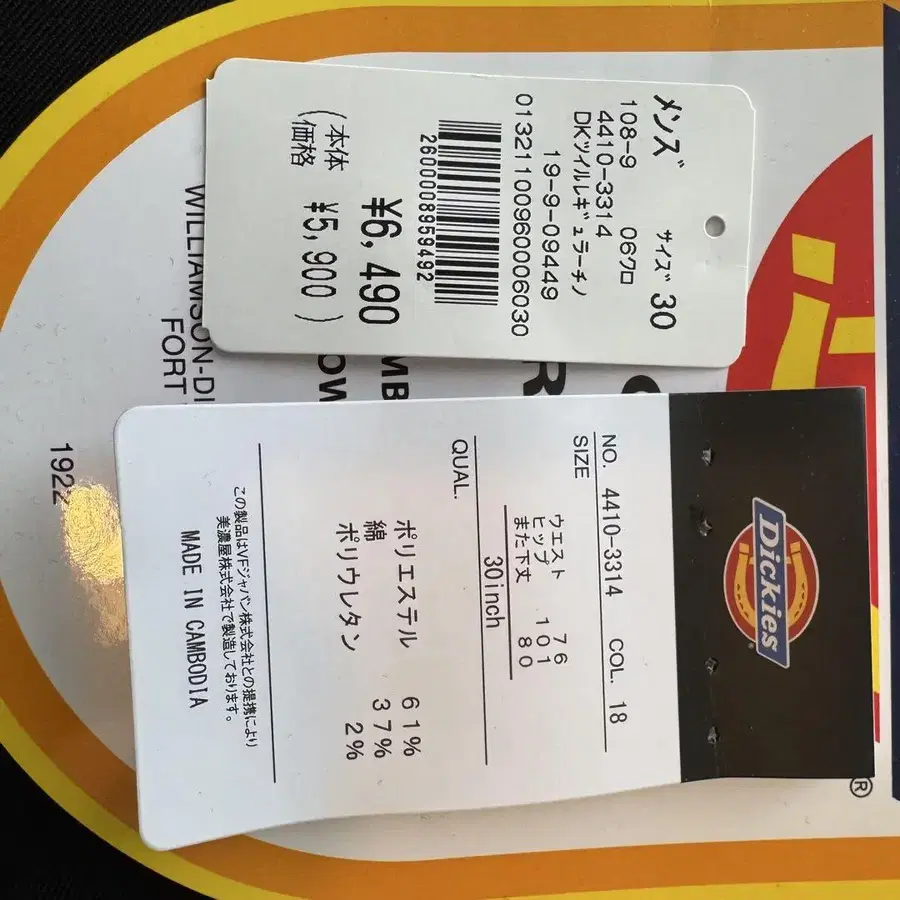 メンズ サイズ 30
108-9 06クロ
4410-3314
DKツイルレギュラーチノ
19-9-09449
01321100960006030
2600008959492
¥6,490
(本体価格 ¥5,900)
Dickies
NO. 4410-3314 COL. 18
SIZE
ウエスト 76
ヒップ 101
また下丈 80
30inch
QUAL.
ポリエステル 61%
綿 37%
ポリウレタン 2%
この製品はVFジャパン株式会社との提携により
美濃屋株式会社で製造しております。
MADE IN CAMBODIA
WILLIAMSON-DI
FORT
1922
R
MB
OW
®